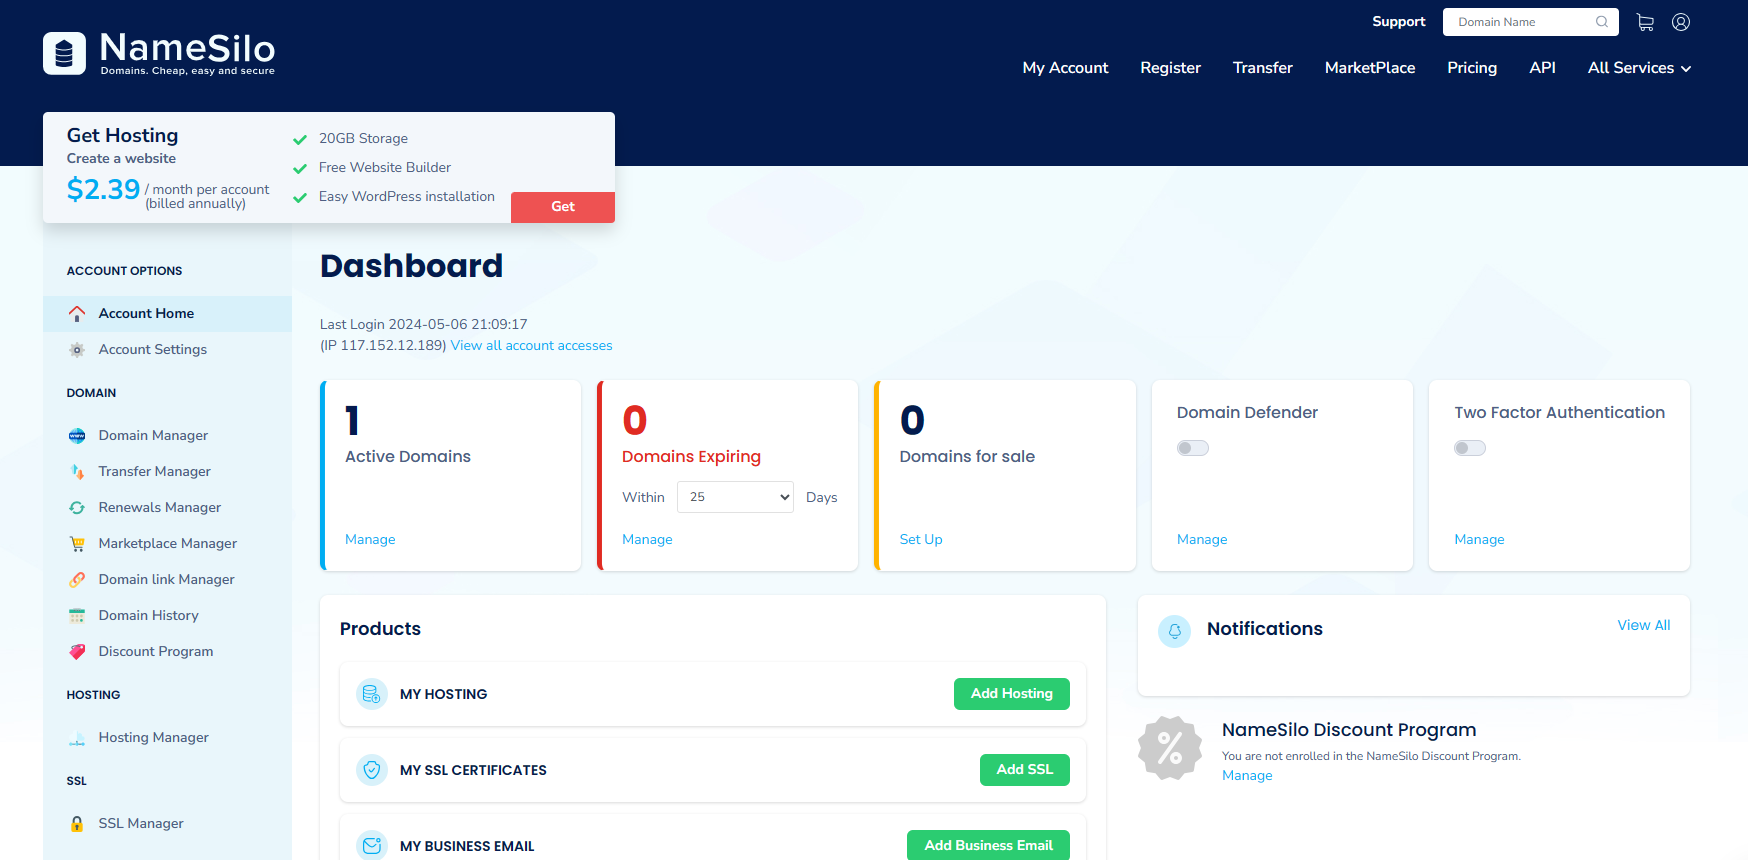 NameSilo
Domains. Cheap, easy and secure
Support
Domain Name
My Account
Register
Transfer
MarketPlace
Pricing
API
All Services
Get Hosting
Create a website
$2.39 / month per account
(billed annually)
20GB Storage
Free Website Builder
Easy WordPress installation
Get
ACCOUNT OPTIONS
Account Home
Account Settings
DOMAIN
Domain Manager
Transfer Manager
Renewals Manager
Marketplace Manager
Domain link Manager
Domain History
Discount Program
HOSTING
Hosting Manager
SSL
SSL Manager
Dashboard
Last Login 2024-05-06 21:09:17
(IP 117.152.12.189) View all account accesses
1
Active Domains
Manage
0
Domains Expiring
Within 25 Days
Manage
0
Domains for sale
Set Up
Domain Defender
Manage
Two Factor Authentication
Manage
Products
MY HOSTING
Add Hosting
MY SSL CERTIFICATES
Add SSL
MY BUSINESS EMAIL
Add Business Email
Notifications
View All
%
NameSilo Discount Program
You are not enrolled in the NameSilo Discount Program.
Manage